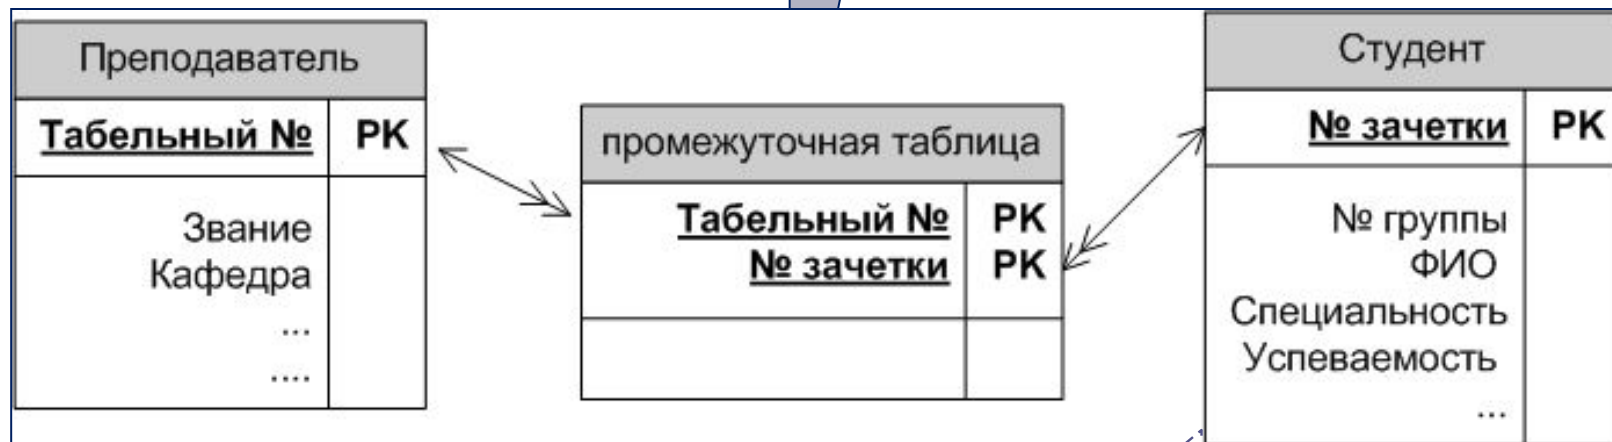 Преподаватель
Табельный № PK
Звание
Кафедра
...
....
промежуточная таблица
Табельный № PK
№ зачетки PK
Студент
№ зачетки PK
№ группы
ФИО
Специальность
Успеваемость
...